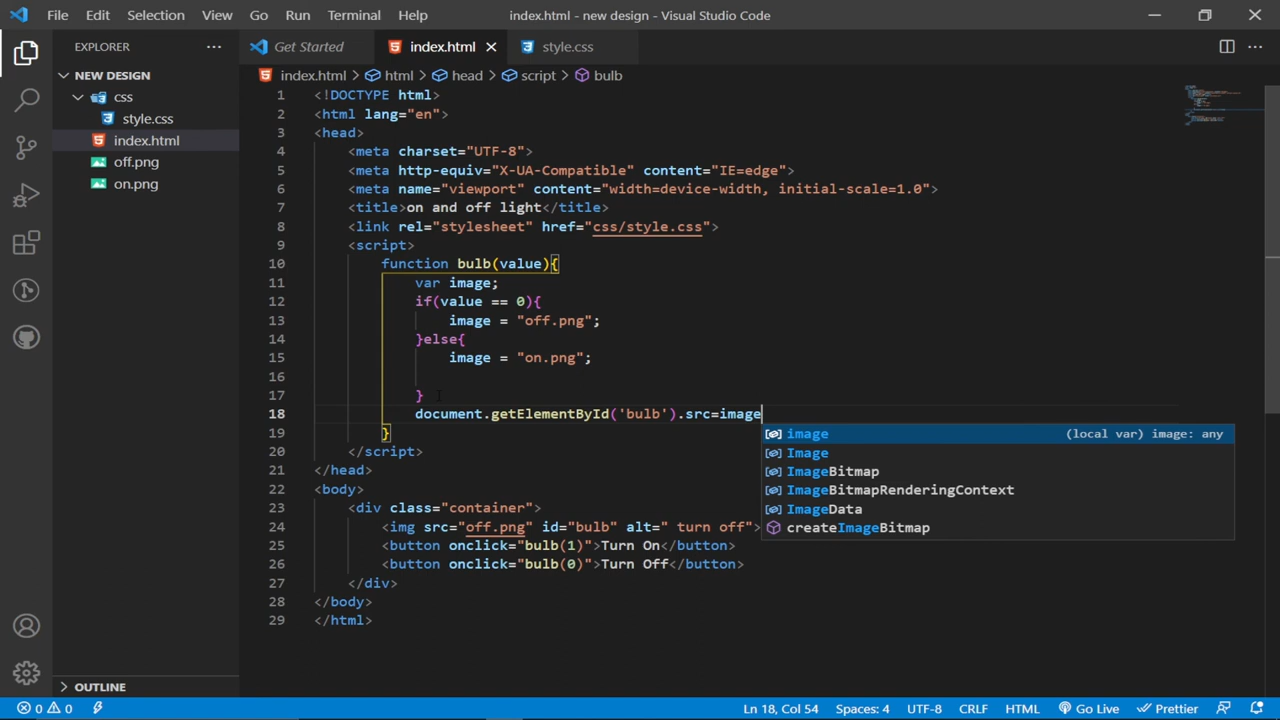 File Edit Selection View Go Run Terminal Help index.html - new design - Visual Studio Code
EXPLORER ··· Get Started index.html style.css ···
NEW DESIGN
css
style.css
index.html
off.png
on.png
OUTLINE
index.html > html > head > script > bulb
1 <!DOCTYPE html>
2 <html lang="en">
3 <head>
4 <meta charset="UTF-8">
5 <meta http-equiv="X-UA-Compatible" content="IE=edge">
6 <meta name="viewport" content="width=device-width, initial-scale=1.0">
7 <title>on and off light</title>
8 <link rel="stylesheet" href="css/style.css">
9 <script>
10 function bulb(value){
11 var image;
12 if(value == 0){
13 image = "off.png";
14 }else{
15 image = "on.png";
16
17 }
18 document.getElementById('bulb').src=image
19 }
20 </script>
21 </head>
22 <body>
23 <div class="container">
24 <img src="off.png" id="bulb" alt=" turn off">
25 <button onclick="bulb(1)">Turn On</button>
26 <button onclick="bulb(0)">Turn Off</button>
27 </div>
28 </body>
29 </html>
image (local var) image: any
Image
ImageBitmap
ImageBitmapRenderingContext
ImageData
createImageBitmap
0 0 Ln 18, Col 54 Spaces: 4 UTF-8 CRLF HTML Go Live Prettier